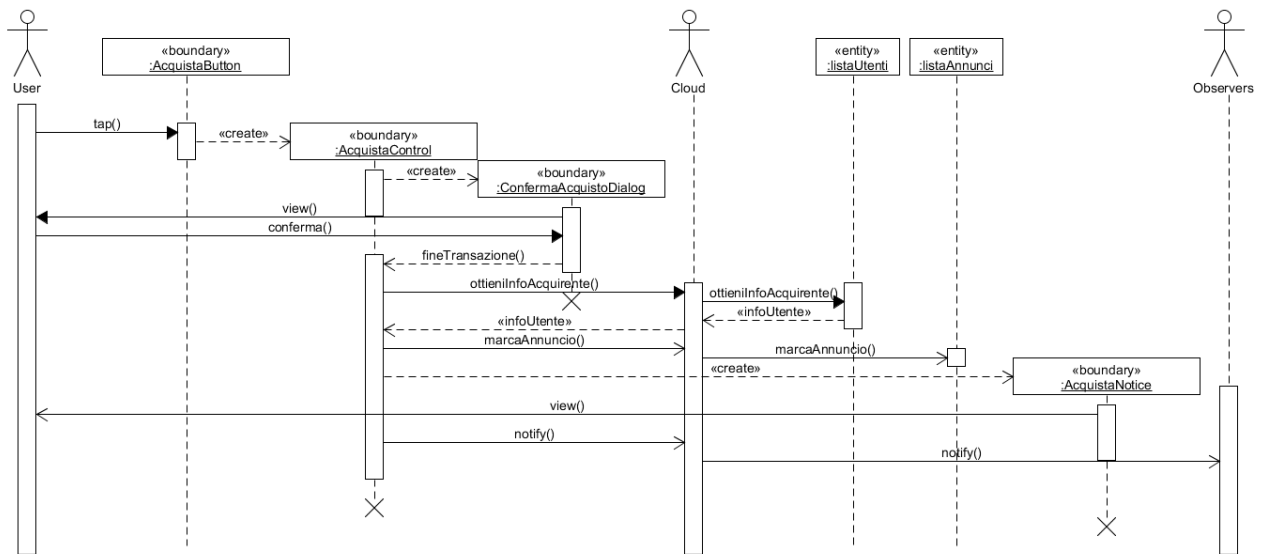 User
«boundary»
:AcquistaButton
Cloud
«entity»
:listaUtenti
«entity»
:listaAnnunci
Observers
tap()
«create»
«boundary»
:AcquistaControl
«create»
«boundary»
:ConfermaAcquistoDialog
view()
conferma()
fineTransazione()
ottieniInfoAcquirente()
ottieniInfoAcquirente()
«infoUtente»
«infoUtente»
marcaAnnuncio()
marcaAnnuncio()
«create»
«boundary»
:AcquistaNotice
view()
notify()
notify()